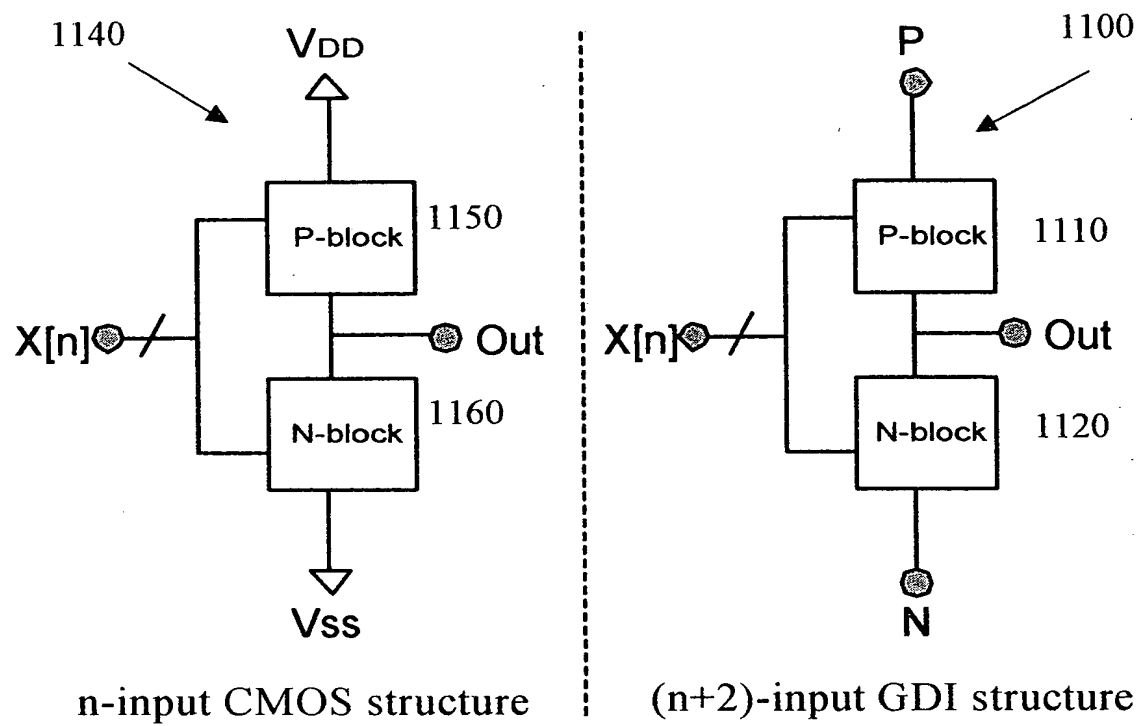 1140
VDD
P-block
1150
X[n]
Out
N-block
1160
Vss
n-input CMOS structure
1100
P
P-block
1110
X[n]
Out
N-block
1120
N
(n+2)-input GDI structure